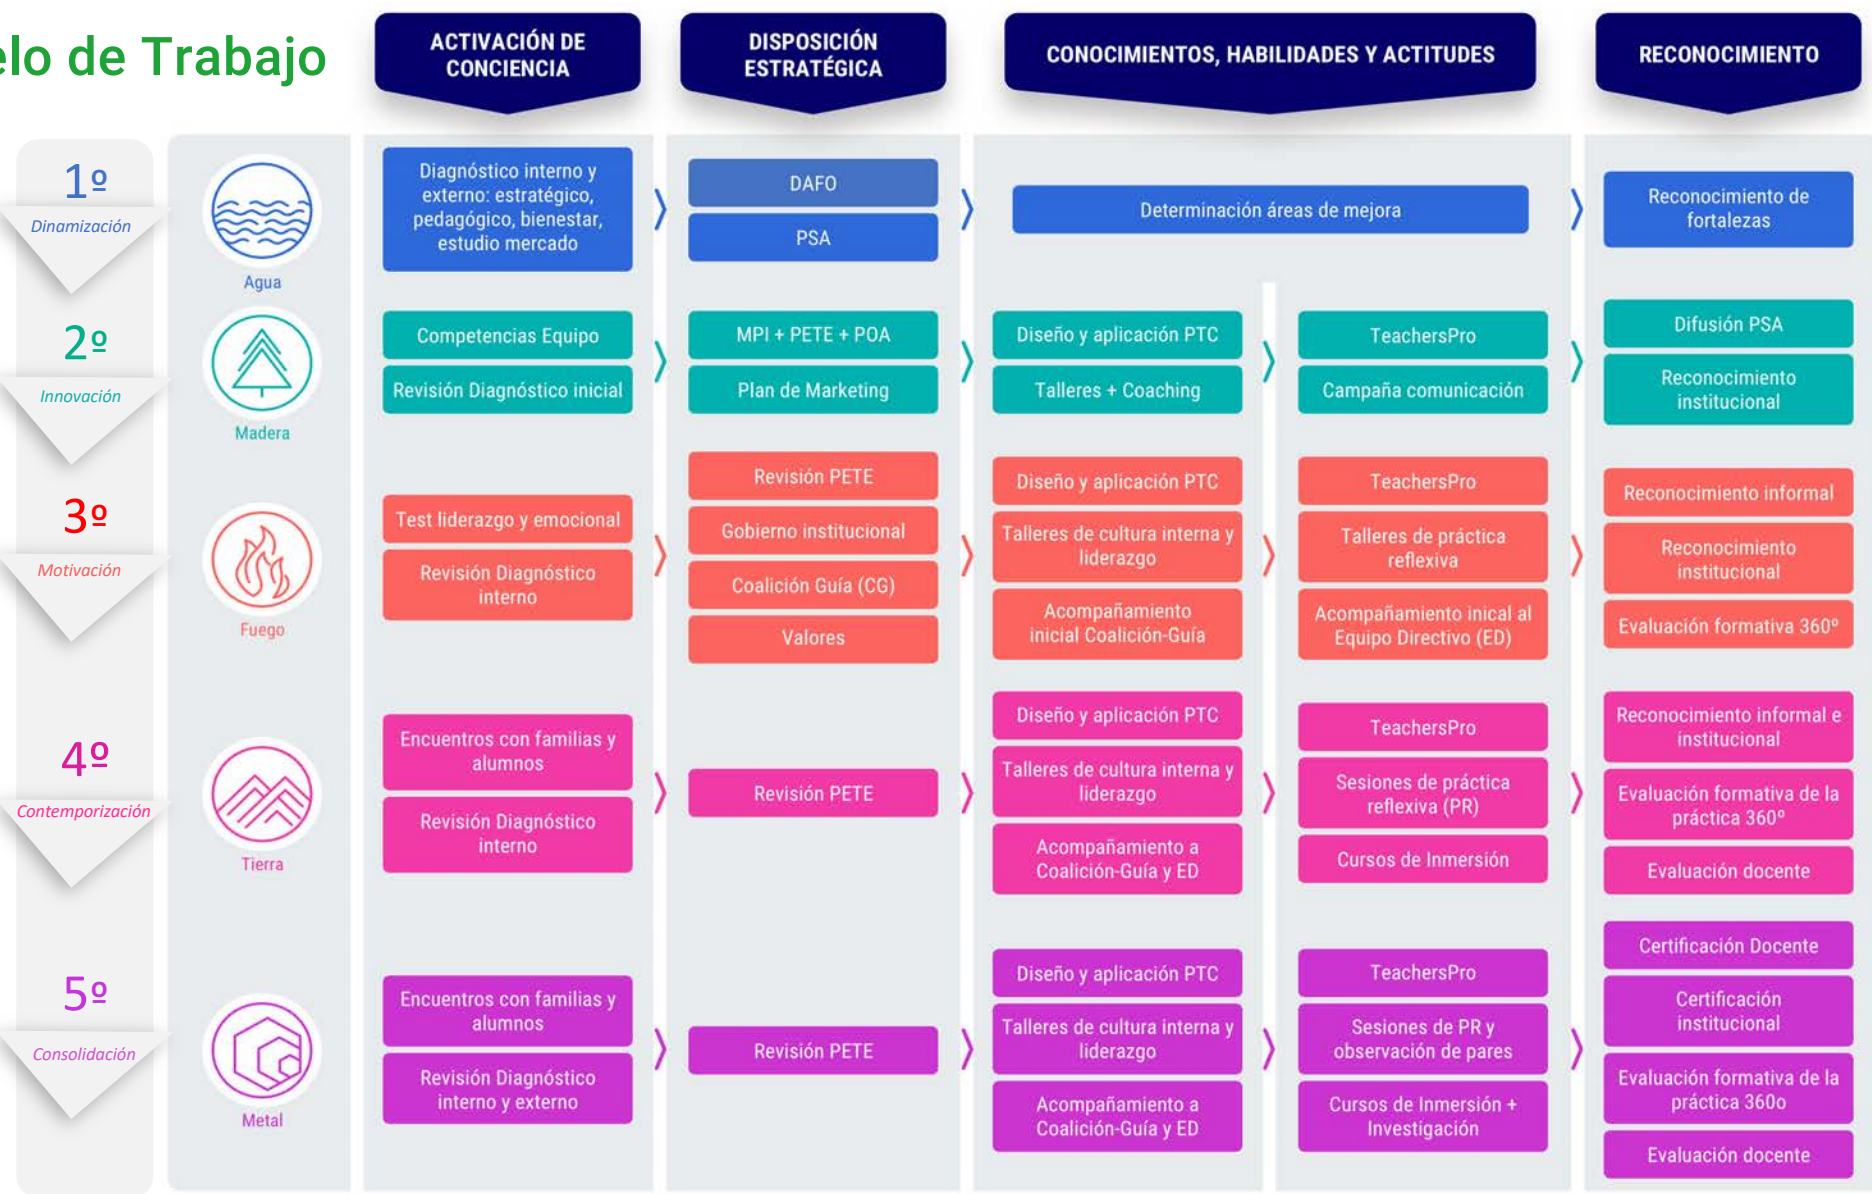 elo de Trabajo
ACTIVACIÓN DE
CONCIENCIA
DISPOSICIÓN
ESTRATÉGICA
CONOCIMIENTOS, HABILIDADES Y ACTITUDES
RECONOCIMIENTO
1º
Dinamización
Agua
Diagnóstico interno y
externo: estratégico,
pedagógico, bienestar,
estudio mercado
DAFO
PSA
Determinación áreas de mejora
Reconocimiento de
fortalezas
2º
Innovación
Madera
Competencias Equipo
Revisión Diagnóstico inicial
MPI + PETE + POA
Plan de Marketing
Diseño y aplicación PTC
Talleres + Coaching
TeachersPro
Campaña comunicación
Difusión PSA
Reconocimiento
institucional
3º
Motivación
Fuego
Test liderazgo y emocional
Revisión Diagnóstico
interno
Revisión PETE
Gobierno institucional
Coalición Guía (CG)
Valores
Diseño y aplicación PTC
Talleres de cultura interna y
liderazgo
Acompañamiento
inicial Coalición-Guía
TeachersPro
Talleres de práctica
reflexiva
Acompañamiento inical al
Equipo Directivo (ED)
Reconocimiento informal
Reconocimiento
institucional
Evaluación formativa 360º
4º
Contemporización
Tierra
Encuentros con familias y
alumnos
Revisión Diagnóstico
interno
Revisión PETE
Diseño y aplicación PTC
Talleres de cultura interna y
liderazgo
Acompañamiento a
Coalición-Guía y ED
TeachersPro
Sesiones de práctica
reflexiva (PR)
Cursos de Inmersión
Reconocimiento informal e
institucional
Evaluación formativa de la
práctica 360º
Evaluación docente
5º
Consolidación
Metal
Encuentros con familias y
alumnos
Revisión Diagnóstico
interno y externo
Revisión PETE
Diseño y aplicación PTC
Talleres de cultura interna y
liderazgo
Acompañamiento a
Coalición-Guía y ED
TeachersPro
Sesiones de PR y
observación de pares
Cursos de Inmersión +
Investigación
Certificación Docente
Certificación
institucional
Evaluación formativa de la
práctica 360o
Evaluación docente